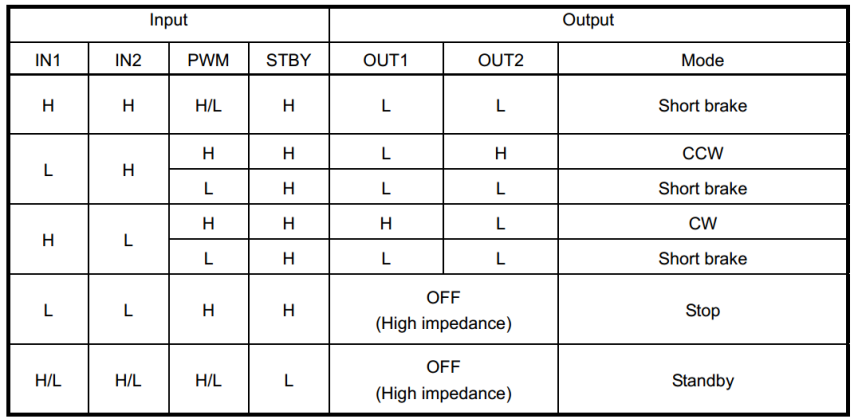 Input Output
IN1 IN2 PWM STBY OUT1 OUT2 Mode
H H H/L H L L Short brake
L H H H L H CCW
L H L L Short brake
H L H H H L CW
L H L L Short brake
L L H H OFF
(High impedance) Stop
H/L H/L H/L L OFF
(High impedance) Standby